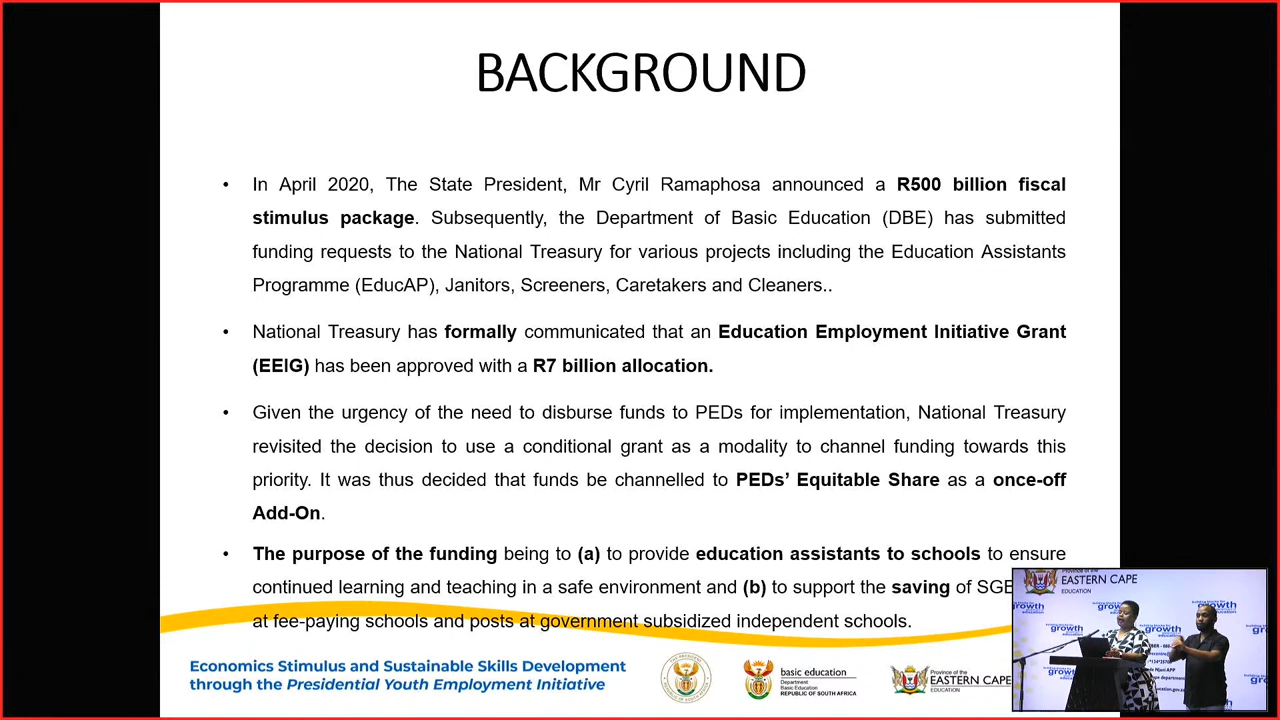 BACKGROUND
• In April 2020, The State President, Mr Cyril Ramaphosa announced a R500 billion fiscal
stimulus package. Subsequently, the Department of Basic Education (DBE) has submitted
funding requests to the National Treasury for various projects including the Education Assistants
Programme (EducAP), Janitors, Screeners, Caretakers and Cleaners..
• National Treasury has formally communicated that an Education Employment Initiative Grant
(EEIG) has been approved with a R7 billion allocation.
• Given the urgency of the need to disburse funds to PEDs for implementation, National Treasury
revisited the decision to use a conditional grant as a modality to channel funding towards this
priority. It was thus decided that funds be channelled to PEDs' Equitable Share as a once-off
Add-On.
• The purpose of the funding being to (a) to provide education assistants to schools to ensure
continued learning and teaching in a safe environment and (b) to support the saving of
at fee-paying schools and posts at government subsidized independent schools.
Economics Stimulus and Sustainable Skills Development
through the Presidential Youth Employment Initiative
basic education
Department:
Basic Education
REPUBLIC OF SOUTH AFRICA
Province of the
EASTERN CAPE
EDUCATION
Province of the
EASTERN CAPE
EDUCATION
growth
growth
growth
growth